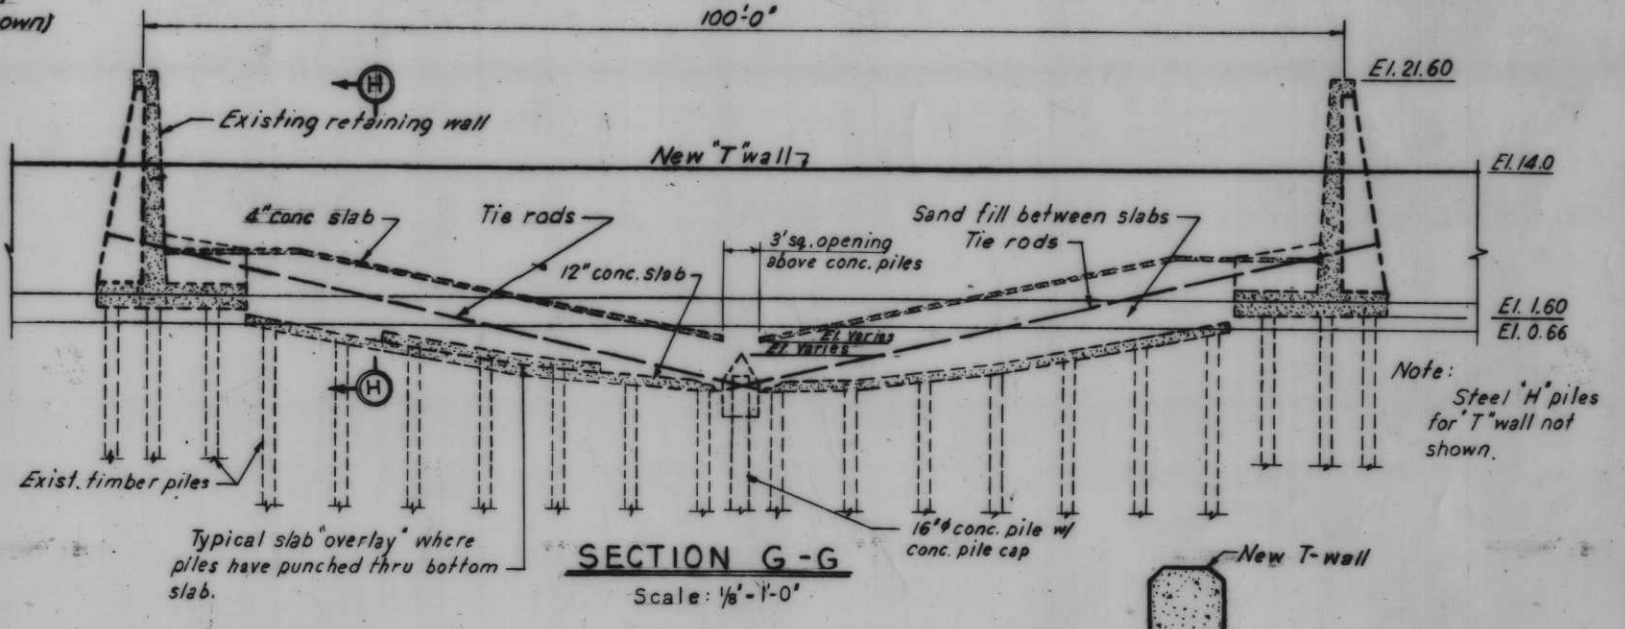 own)
100'-0"
El. 21.60
H
Existing retaining wall
New "T" wall
El. 14.0
4" conc slab
Tie rods
Sand fill between slabs
Tie rods
3' sq. opening
above conc. piles
12" conc. slab
El. 1.60
El. 0.66
El. Varies
El. Varies
H
Note:
Steel "H" piles
for "T" wall not
shown.
Exist. timber piles
Typical slab "overlay" where
piles have punched thru bottom
slab.
16"ϕ conc. pile w/
conc. pile cap
SECTION G-G
Scale: 1/8"-1'-0"
New T-wall